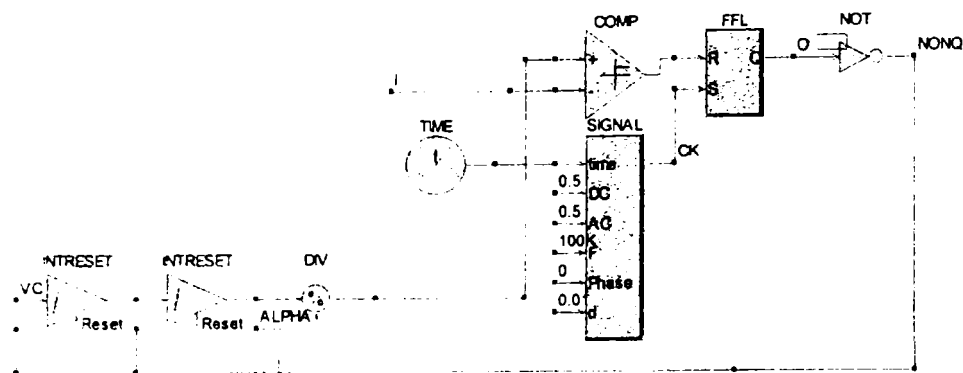 COMP
FFL
NOT
+
-
R
Q
S
Q
NONQ
TIME
SIGNAL
CK
time
0.5
DC
0.5
AC
100K
F
0
Phase
0.0
d
INTRESET
INTRESET
DIV
VC
Reset
Reset
ALPHA